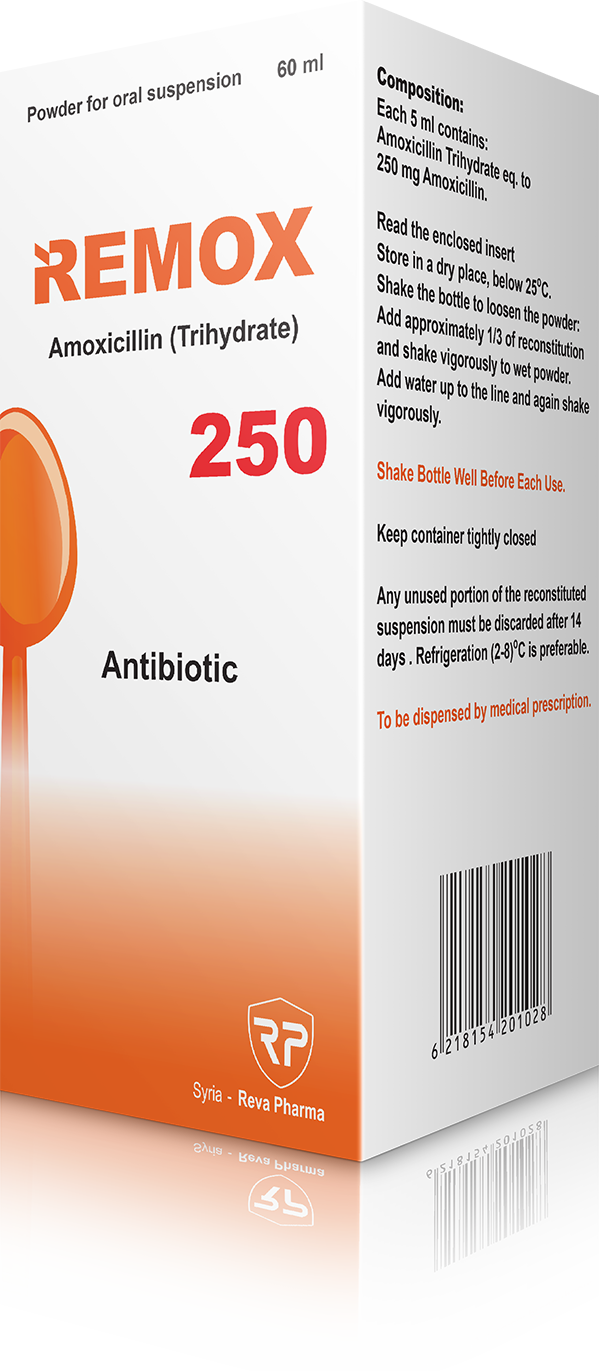 Powder for oral suspension 60 ml
REMOX
Amoxicillin (Trihydrate)
250
Antibiotic
RP
Syria - Reva Pharma
Composition:
Each 5 ml contains:
Amoxicillin Trihydrate eq. to
250 mg Amoxicillin.
Read the enclosed insert
Store in a dry place, below 25ºC.
Shake the bottle to loosen the powder:
Add approximately 1/3 of reconstitution
and shake vigorously to wet powder.
Add water up to the line and again shake
vigorously.
Shake Bottle Well Before Each Use.
Keep container tightly closed
Any unused portion of the reconstituted
suspension must be discarded after 14
days . Refrigeration (2-8)ºC is preferable.
To be dispensed by medical prescription.
6 218154 201028